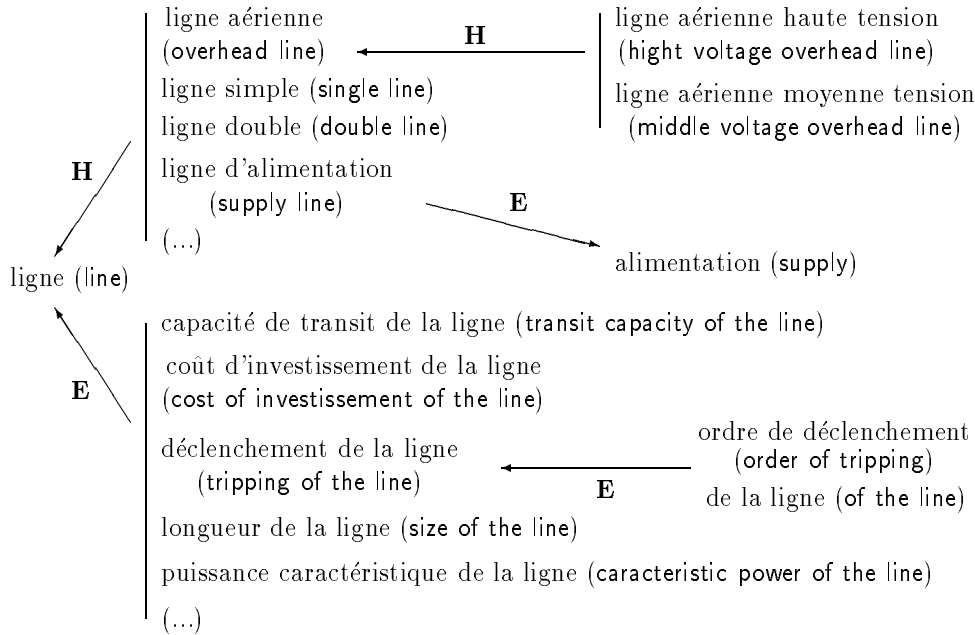 ligne aérienne
(overhead line)
H
ligne aérienne haute tension
(hight voltage overhead line)
ligne simple (single line)
ligne aérienne moyenne tension
(middle voltage overhead line)
ligne double (double line)
H
ligne d'alimentation
(supply line)
E
(...)
alimentation (supply)
ligne (line)
capacité de transit de la ligne (transit capacity of the line)
coût d'investissement de la ligne
(cost of investissement of the line)
E
déclenchement de la ligne
(tripping of the line)
E
ordre de déclenchement
(order of tripping)
de la ligne (of the line)
longueur de la ligne (size of the line)
puissance caractéristique de la ligne (caracteristic power of the line)
(...)